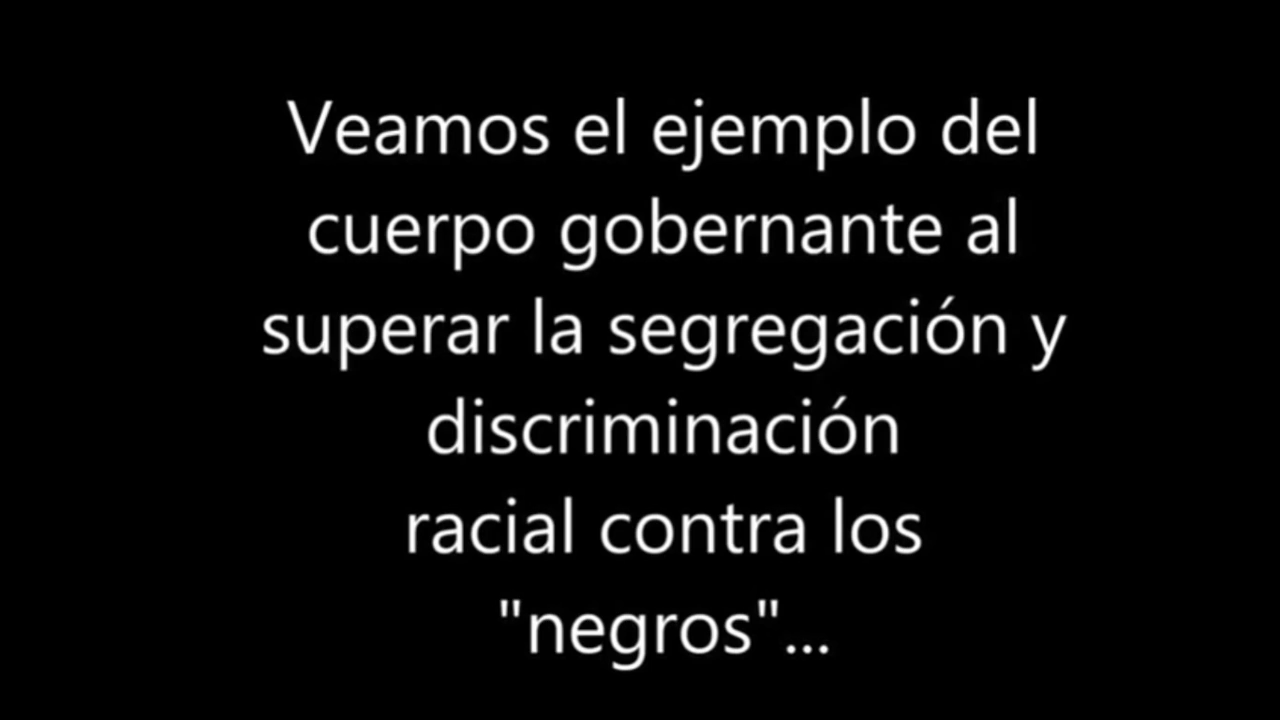 Veamos el ejemplo del
cuerpo gobernante al
superar la segregación y
discriminación
racial contra los
"negros"...